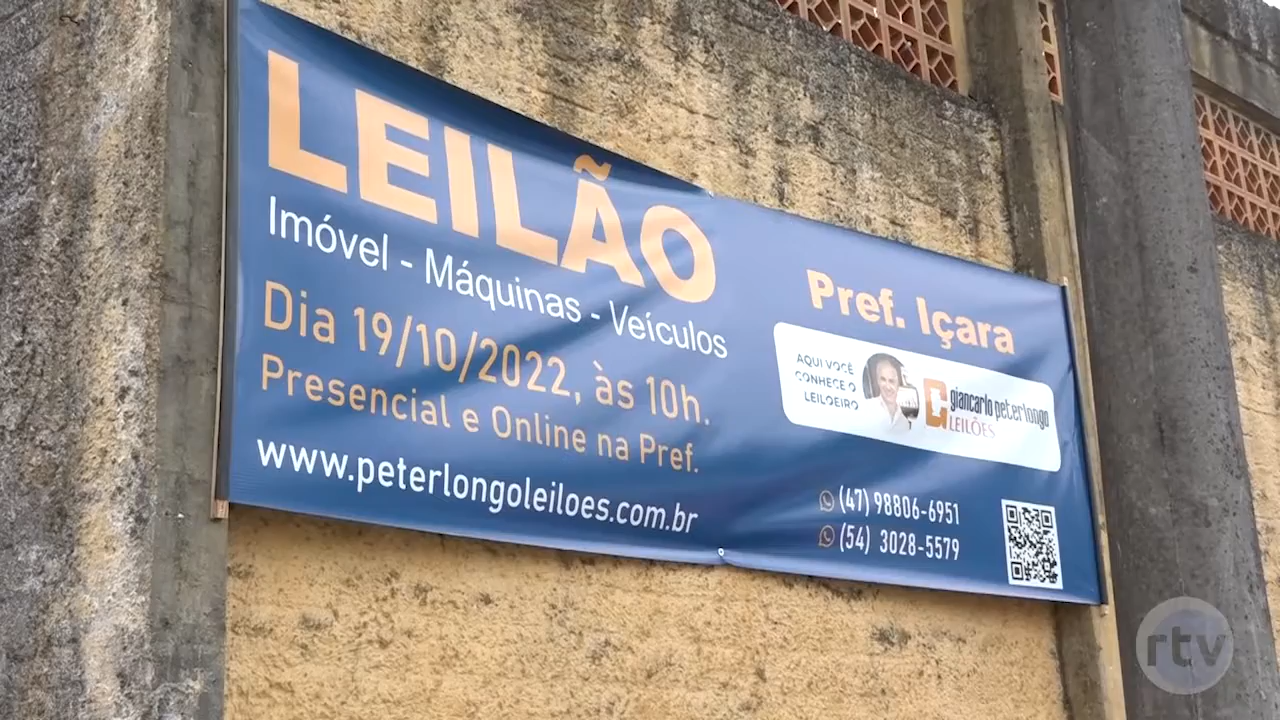 LEILÃO
Imóvel - Máquinas - Veículos
Dia 19/10/2022, às 10h.
Presencial e Online na Pref.
www.peterlongoleiloes.com.br
Pref. Içara
AQUI VOCÊ
CONHECE O
LEILOEIRO
giancarlo peterlongo
LEILÕES
(47) 98806-6951
(54) 3028-5579
rtv